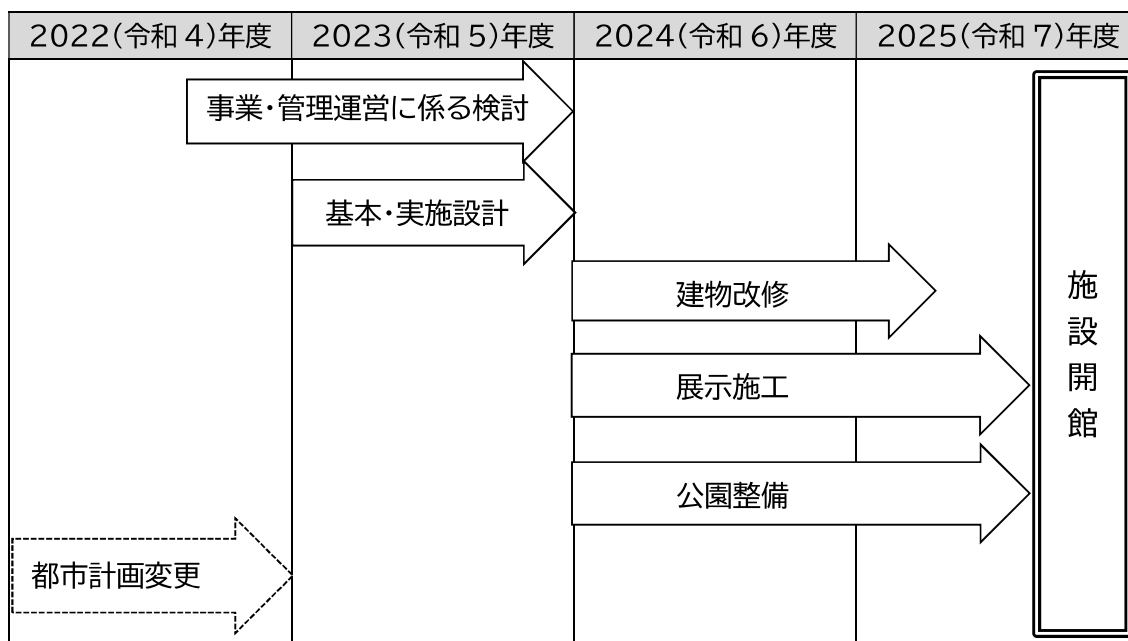 2022(令和4)年度
2023(令和5)年度
2024(令和6)年度
2025(令和7)年度
事業・管理運営に係る検討
基本・実施設計
建物改修
展示施工
公園整備
都市計画変更
施設開館